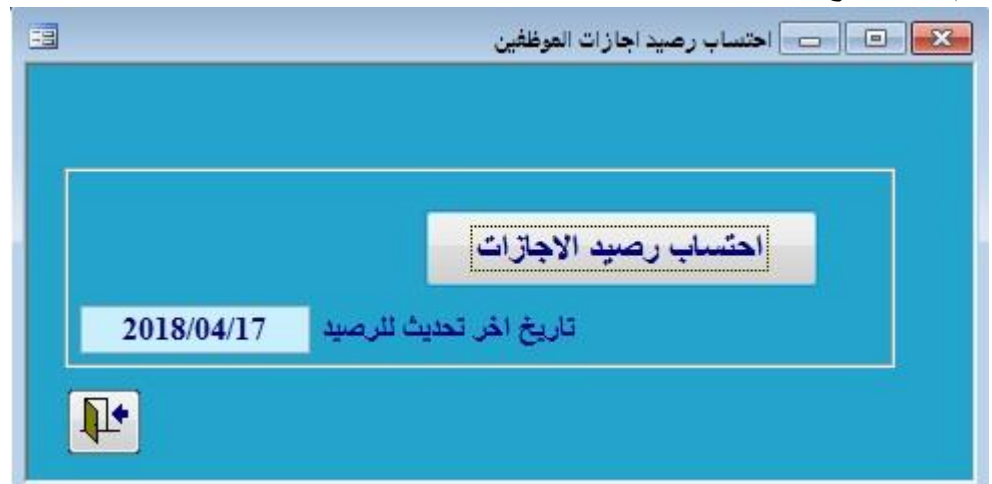 احتساب رصيد اجازات الموظفين
احتساب رصيد الاجازات
تاريخ اخر تحديث للرصيد 2018/04/17